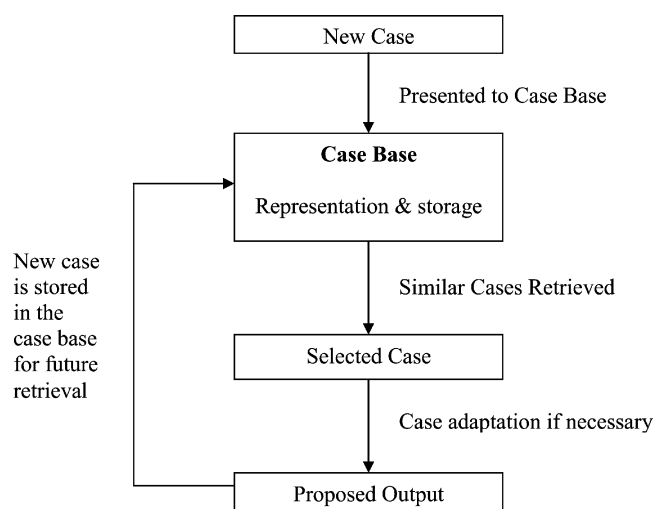 New Case
Presented to Case Base
Case Base
Representation & storage
New case
is stored
in the
case base
for future
retrieval
Similar Cases Retrieved
Selected Case
Case adaptation if necessary
Proposed Output